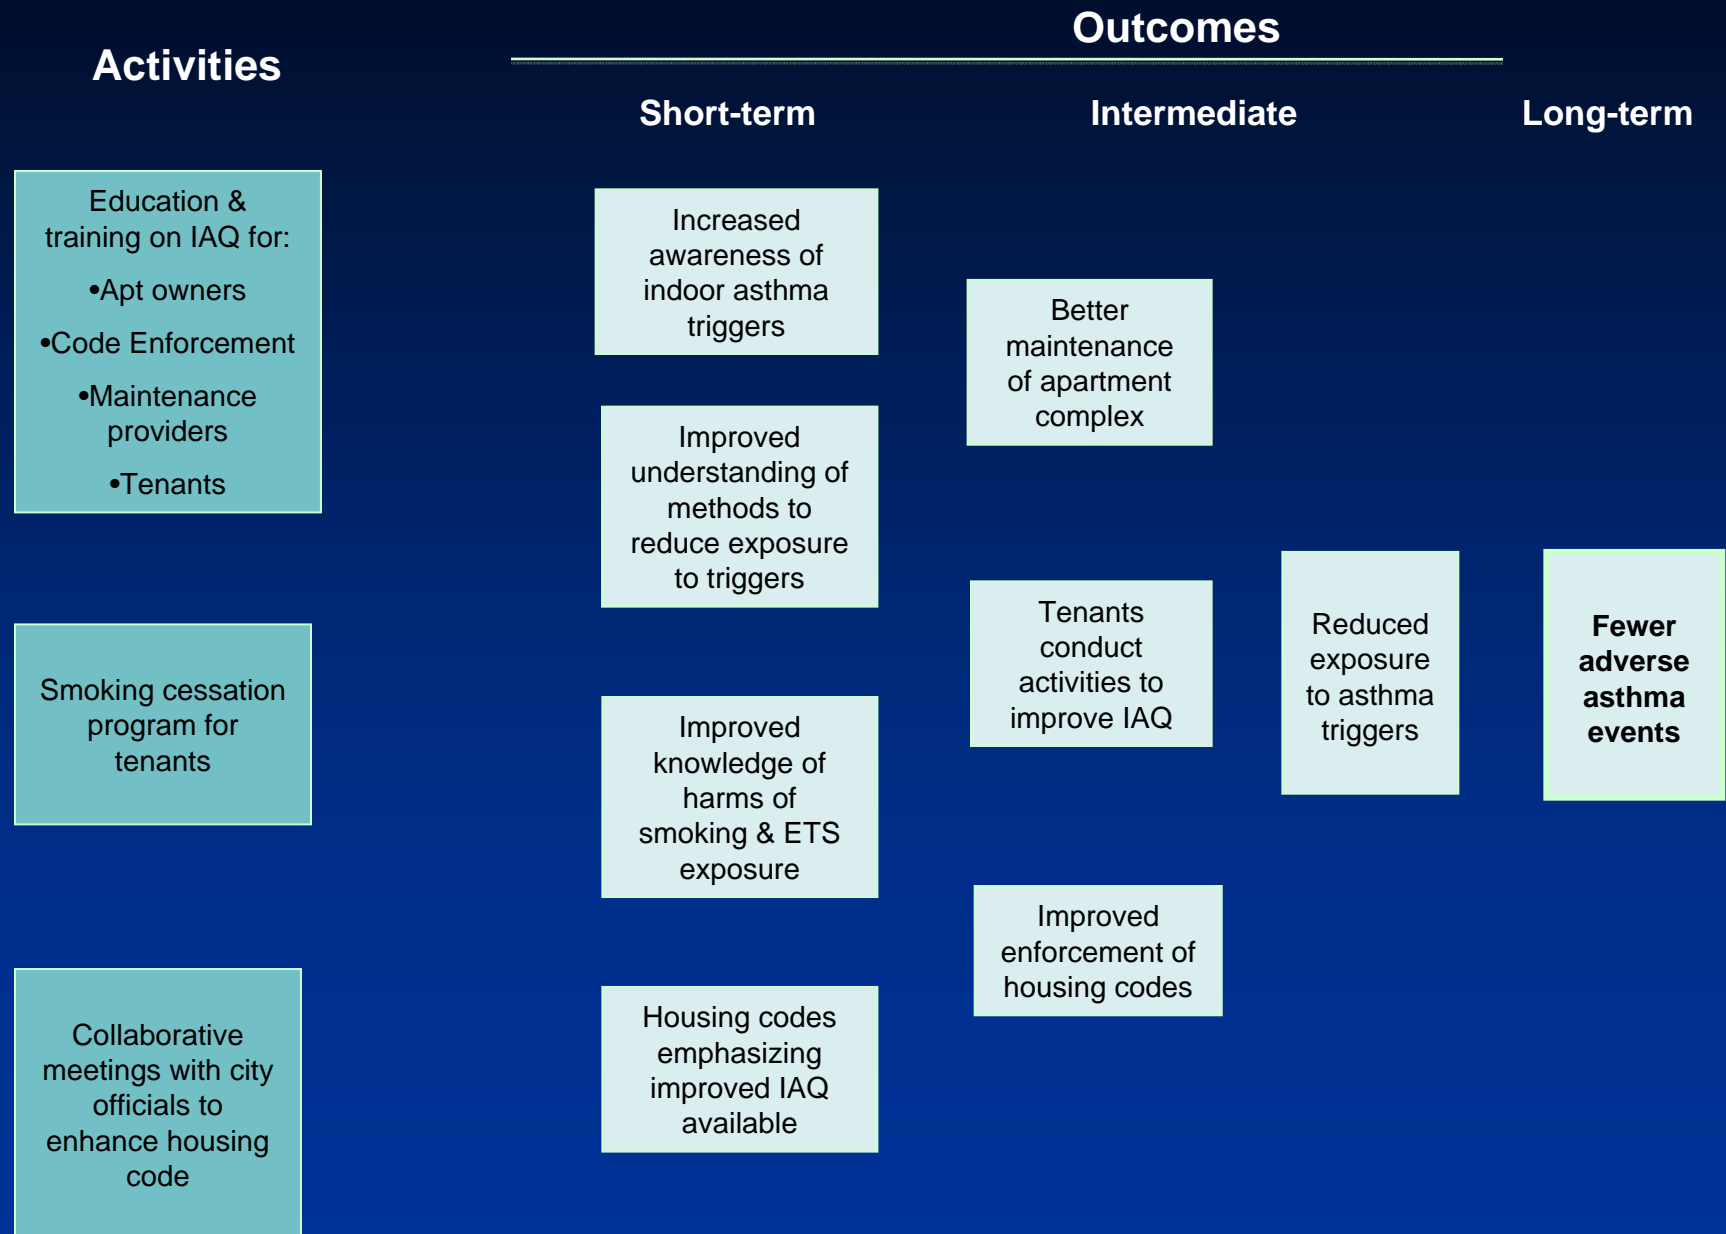 Outcomes
Activities
Short-term
Intermediate
Long-term
Education &
training on IAQ for:
•Apt owners
•Code Enforcement
•Maintenance
providers
•Tenants
Smoking cessation
program for
tenants
Collaborative
meetings with city
officials to
enhance housing
code
Increased
awareness of
indoor asthma
triggers
Improved
understanding of
methods to
reduce exposure
to triggers
Improved
knowledge of
harms of
smoking & ETS
exposure
Housing codes
emphasizing
improved IAQ
available
Better
maintenance
of apartment
complex
Tenants
conduct
activities to
improve IAQ
Improved
enforcement of
housing codes
Reduced
exposure
to asthma
triggers
Fewer
adverse
asthma
events